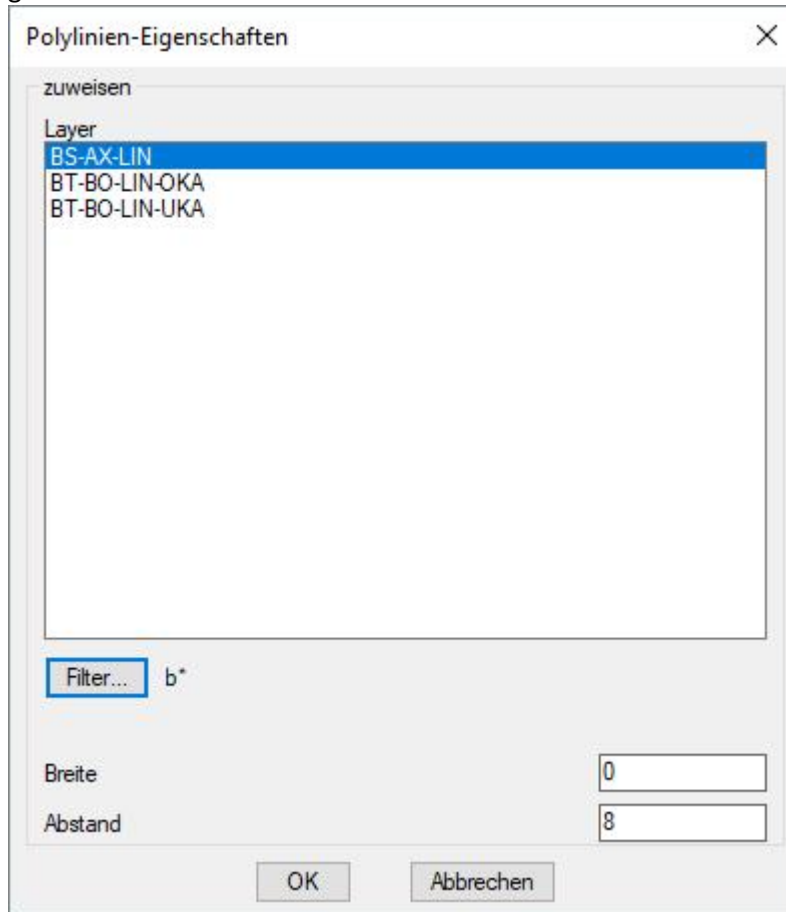 Polylinien-Eigenschaften
zuweisen
Layer
BS-AX-LIN
BT-BO-LIN-OKA
BT-BO-LIN-UKA
Filter... b*
Breite 0
Abstand 8
OK Abbrechen